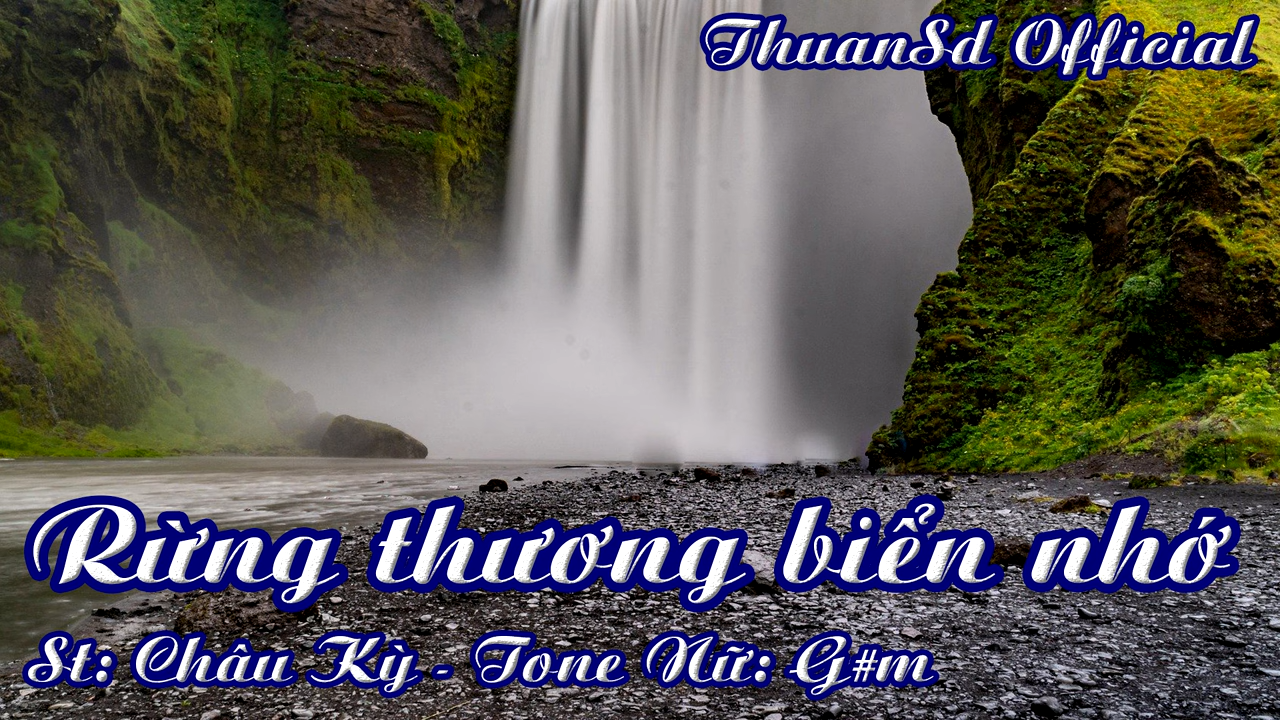 ThuanSd Official
Rừng thương biển nhớ
St: Châu Kỳ - Tone Nữ: G#m